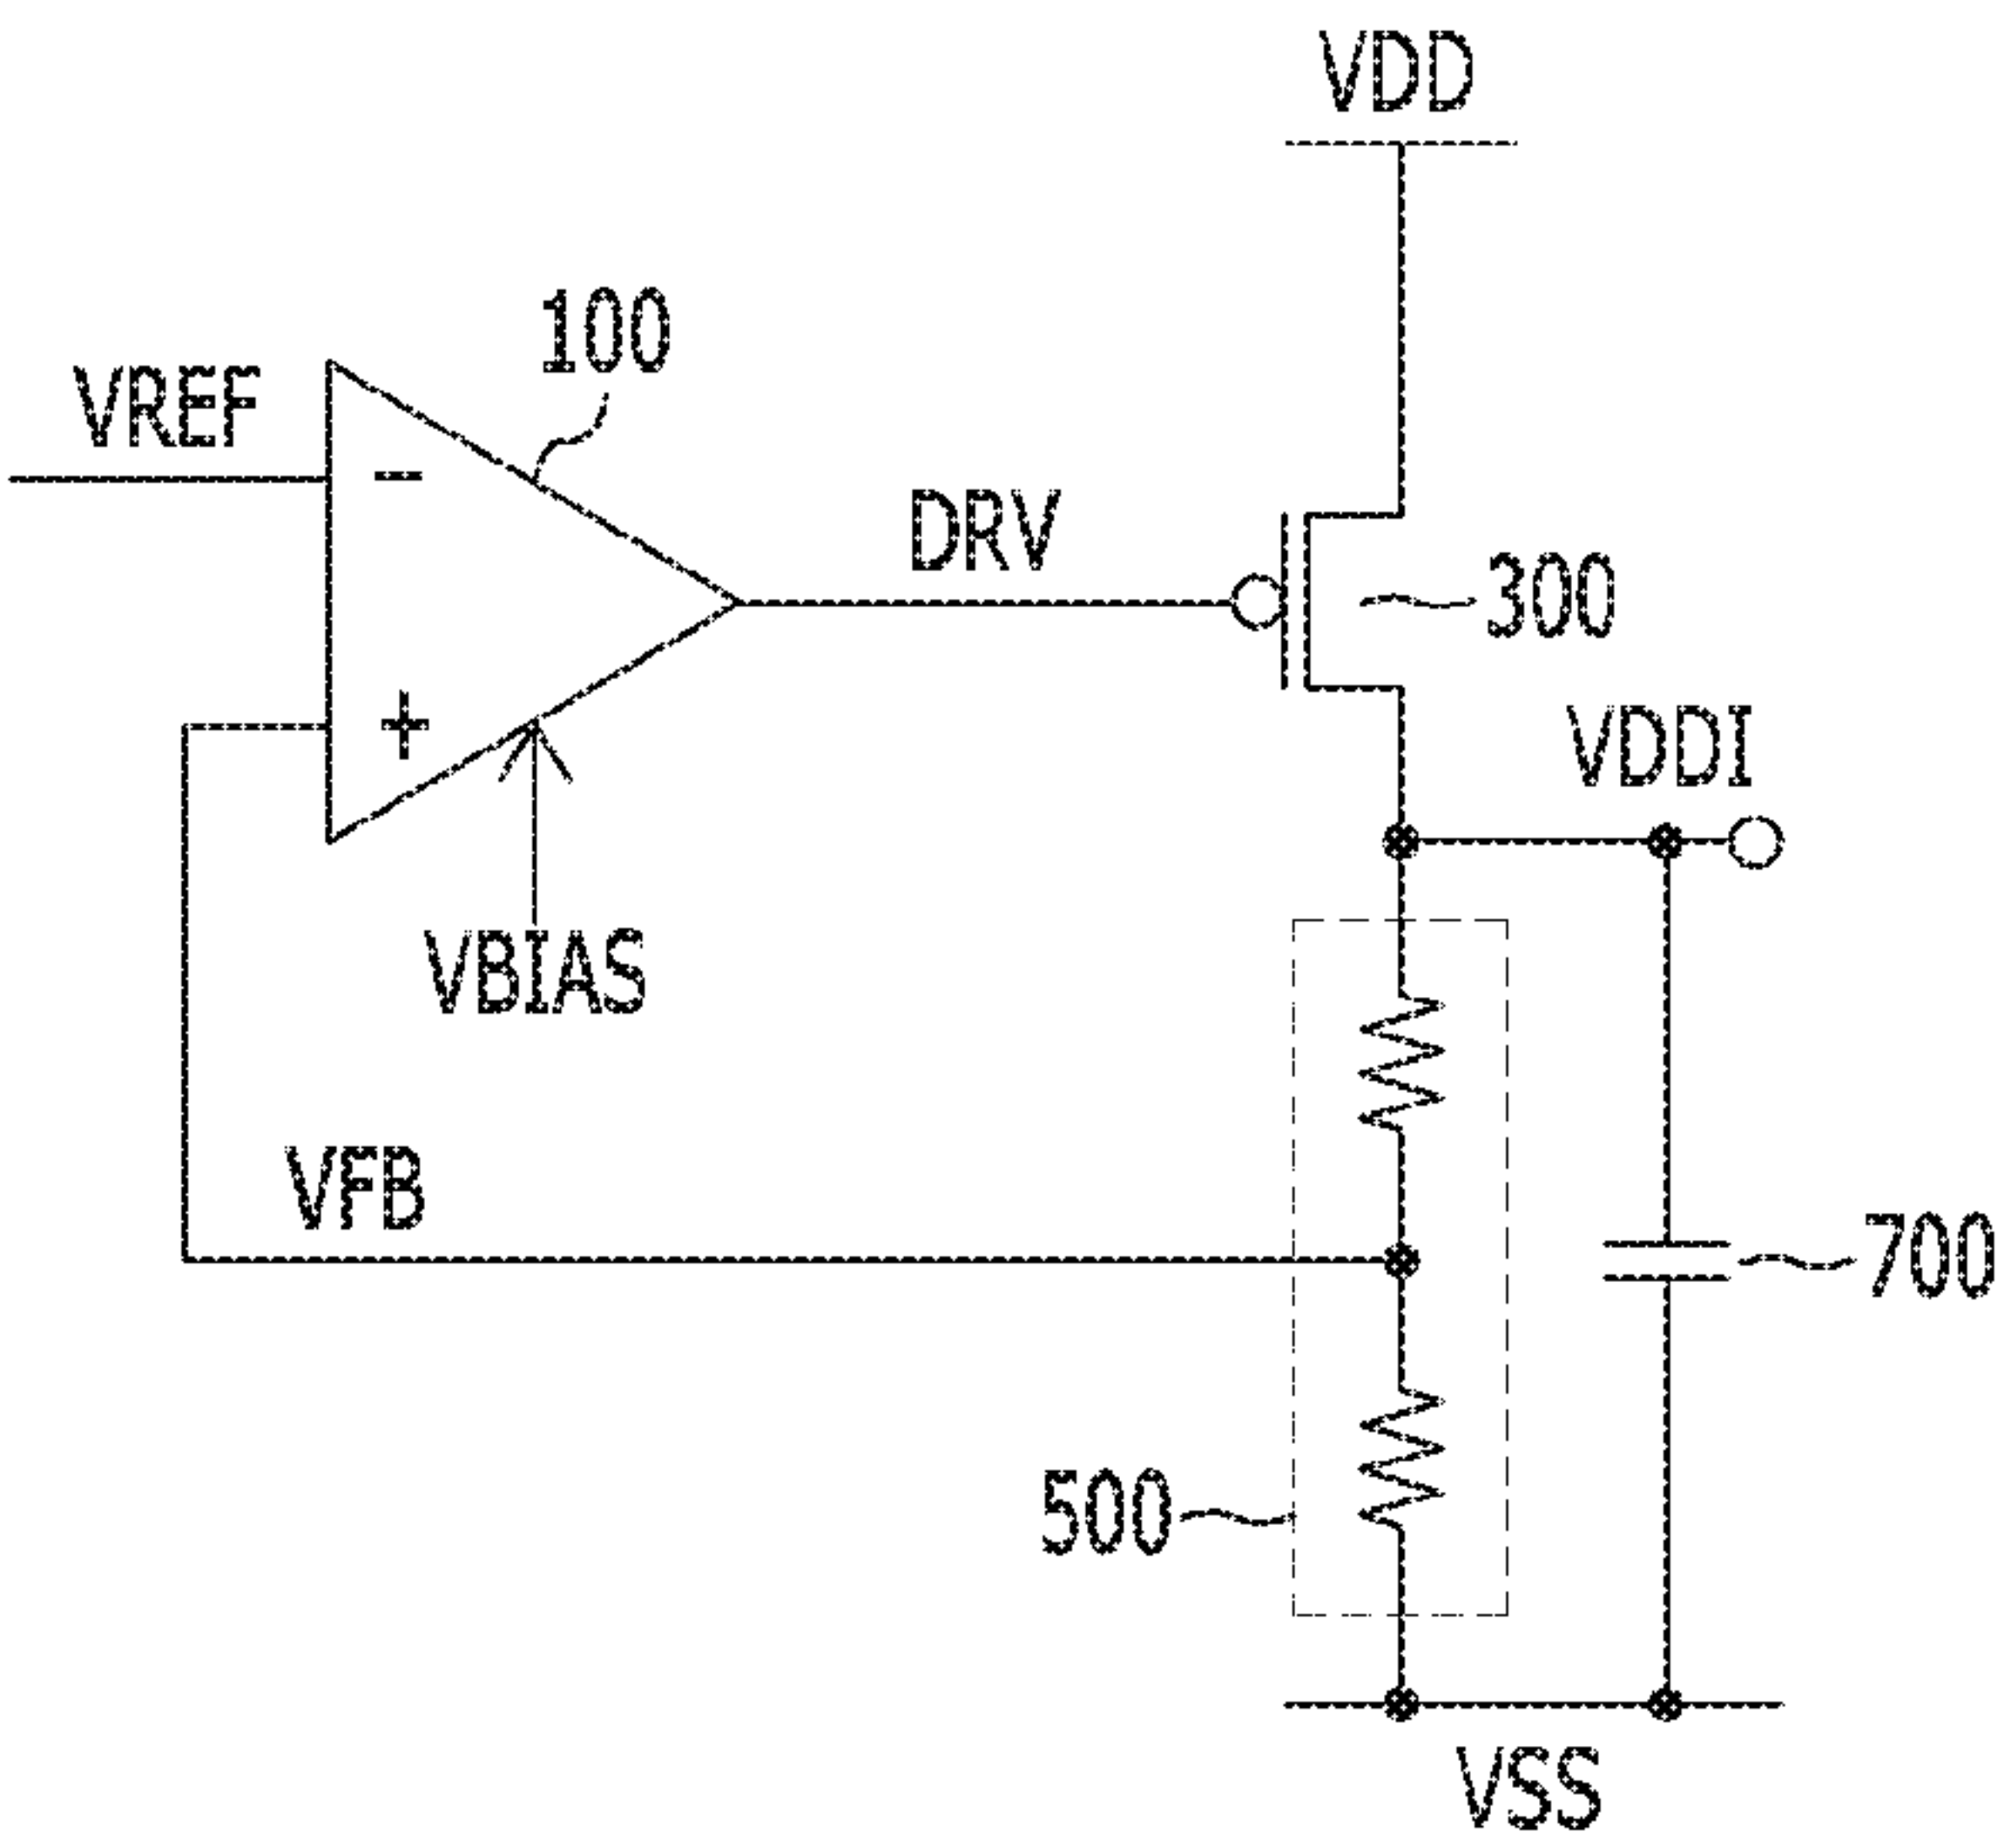 VDD
100
VREF
-
DRV
300
+
VDDI
VBIAS
VFB
700
500
VSS